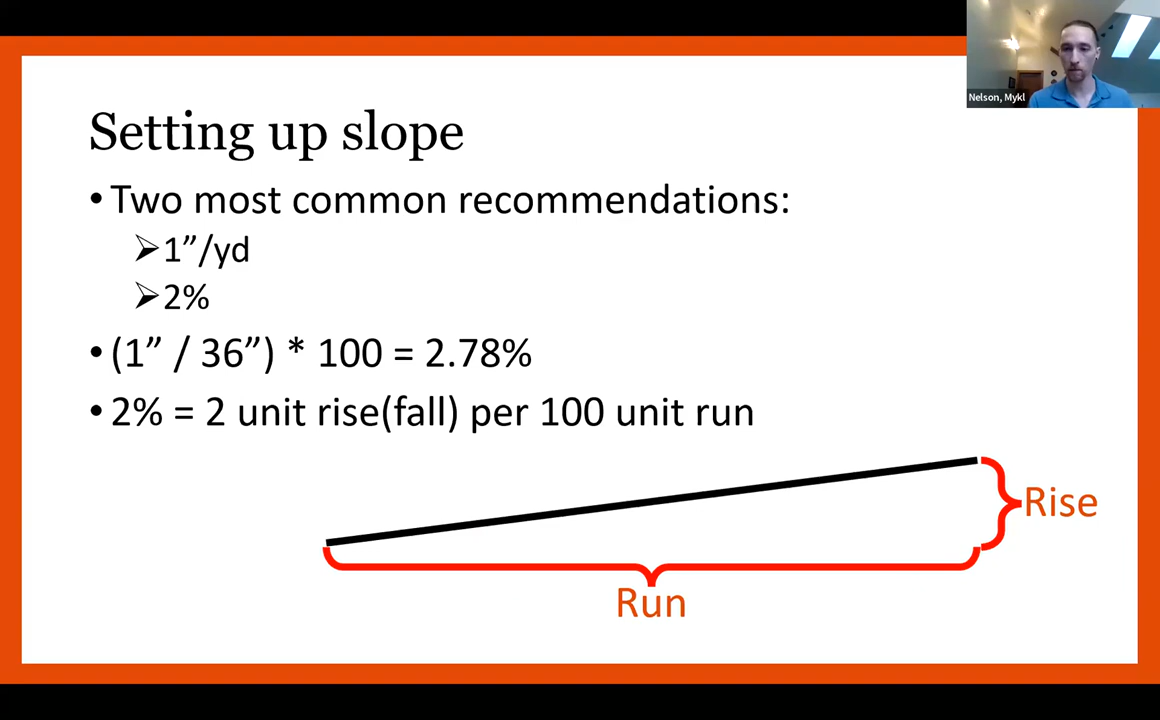 Nelson, Mykl
Setting up slope
• Two most common recommendations:
➢1”/yd
➢2%
• (1” / 36”) * 100 = 2.78%
• 2% = 2 unit rise(fall) per 100 unit run
Rise
Run